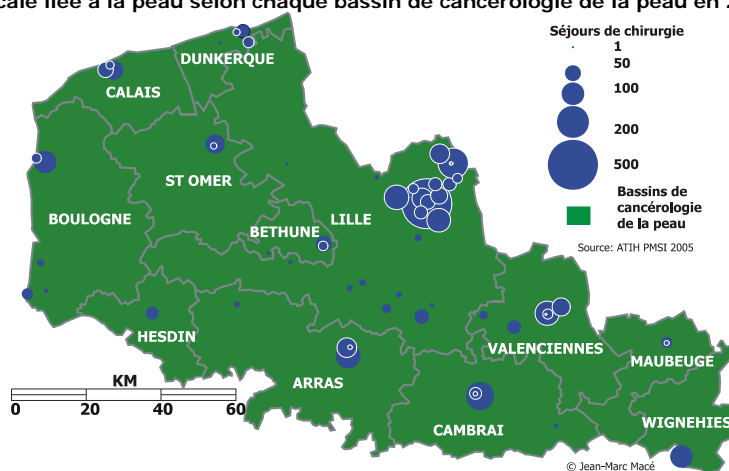 liée à la peau selon chaque bassin de cancérologie de la peau en
Séjours de chirurgie
1
50
100
200
500
Bassins de
cancérologie
de la peau
Source: ATIH PMSI 2005
DUNKERQUE
CALAIS
ST OMER
BOULOGNE
LILLE
BETHUNE
HESDIN
VALENCIENNES
MAUBEUGE
ARRAS
CAMBRAI
WIGNEHIES
KM
0 20 40 60
© Jean-Marc Macé